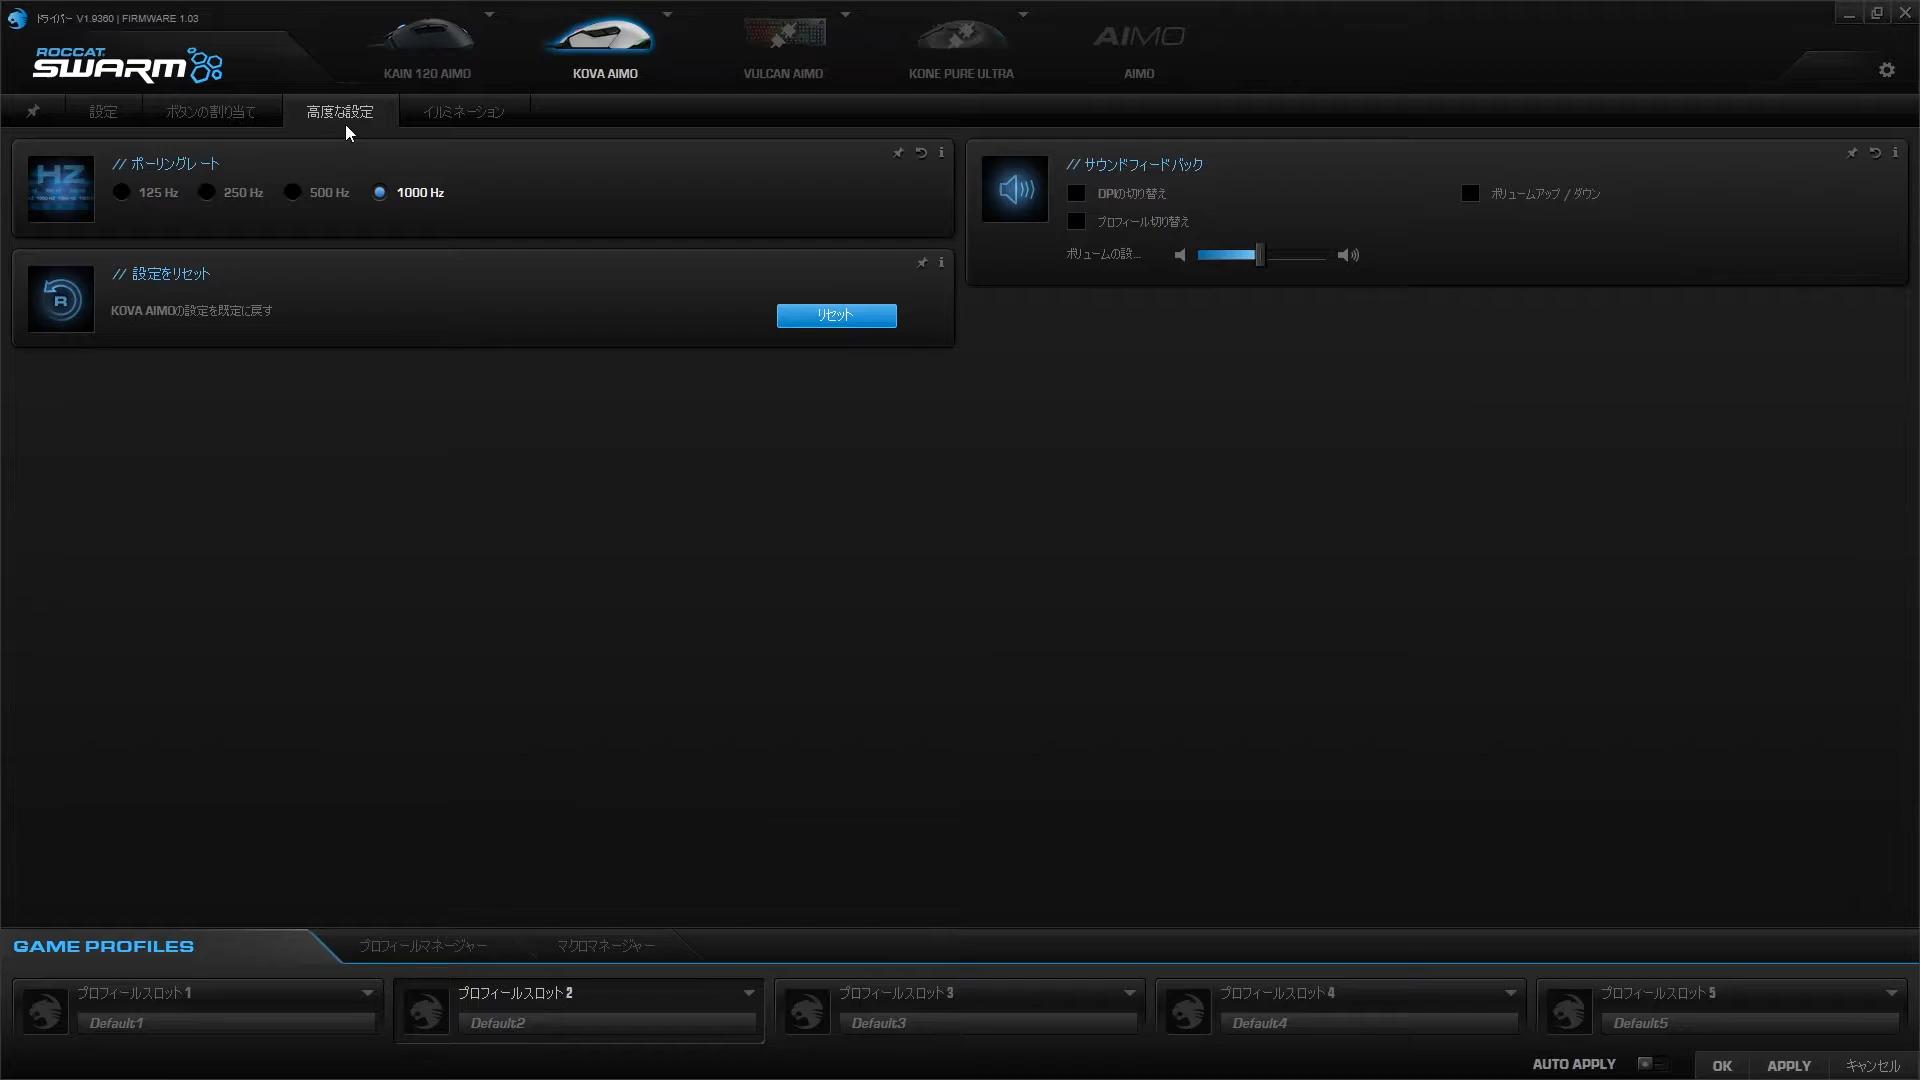 ドライバー V1.9360 | FIRMWARE 1.03
ROCCAT
SWARM
KAIN 120 AIMO
KOVA AIMO
VULCAN AIMO
KONE PURE ULTRA
AIMO
AIMO
設定
ボタンの割り当て
高度な設定
イルミネーション
HZ
// ポーリングレート
125 Hz
250 Hz
500 Hz
1000 Hz
// サウンドフィードバック
DPIの切り替え
ボリュームアップ / ダウン
プロフィール切り替え
ボリュームの設...
R
// 設定をリセット
KOVA AIMOの設定を既定に戻す
リセット
GAME PROFILES
プロフィールマネージャー
マクロマネージャー
プロフィールスロット 1
Default1
プロフィールスロット 2
Default2
プロフィールスロット 3
Default3
プロフィールスロット 4
Default4
プロフィールスロット 5
Default5
AUTO APPLY
OK
APPLY
キャンセル